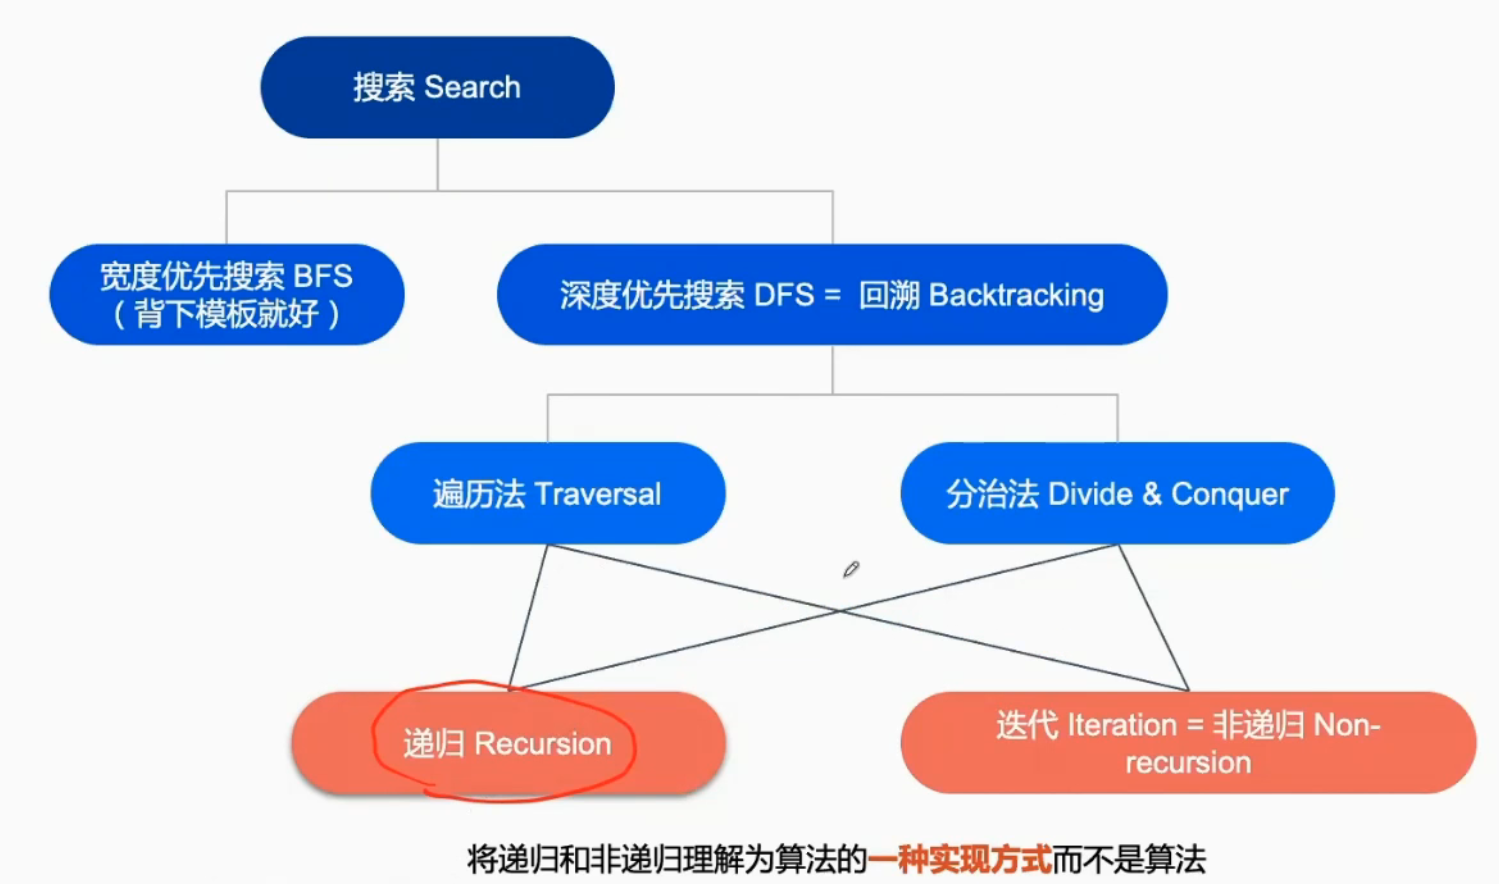 搜索 Search
宽度优先搜索 BFS
（背下模板就好）
深度优先搜索 DFS = 回溯 Backtracking
遍历法 Traversal
分治法 Divide & Conquer
递归 Recursion
迭代 Iteration = 非递归 Non-
recursion
将递归和非递归理解为算法的一种实现方式而不是算法